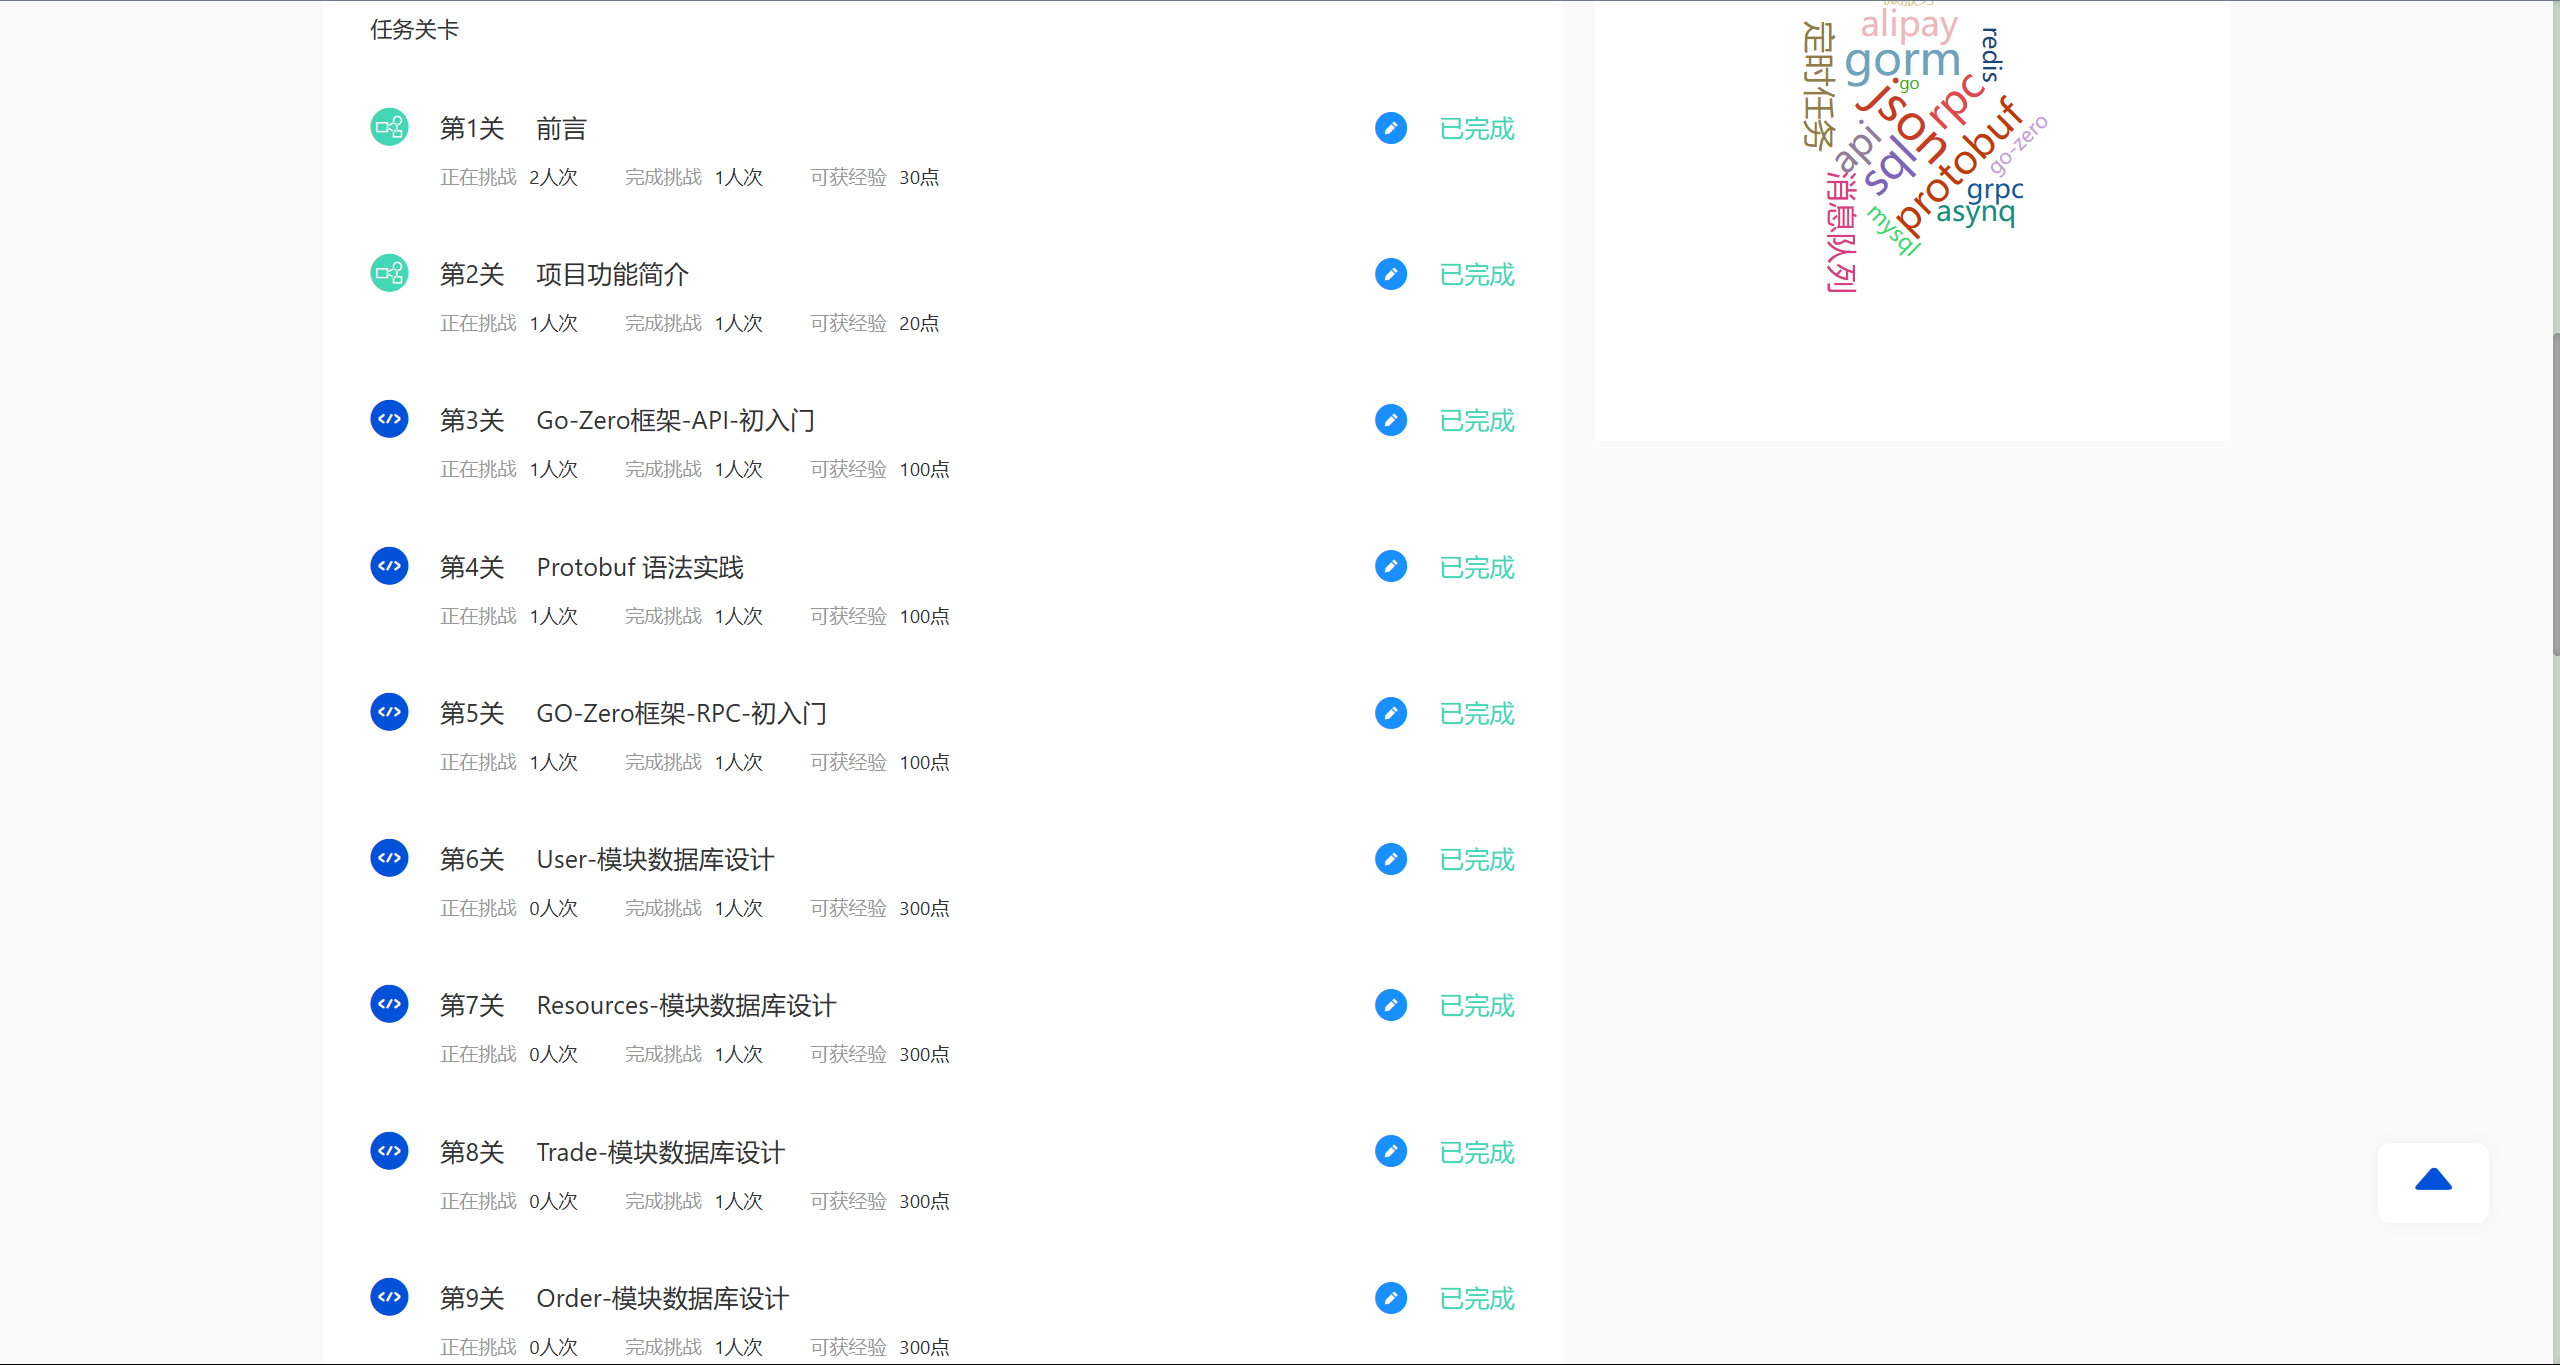 任务关卡
第1关 前言 已完成
正在挑战 2人次 完成挑战 1人次 可获经验 30点
第2关 项目功能简介 已完成
正在挑战 1人次 完成挑战 1人次 可获经验 20点
第3关 Go-Zero框架-API-初入门 已完成
正在挑战 1人次 完成挑战 1人次 可获经验 100点
第4关 Protobuf 语法实践 已完成
正在挑战 1人次 完成挑战 1人次 可获经验 100点
第5关 GO-Zero框架-RPC-初入门 已完成
正在挑战 1人次 完成挑战 1人次 可获经验 100点
第6关 User-模块数据库设计 已完成
正在挑战 0人次 完成挑战 1人次 可获经验 300点
第7关 Resources-模块数据库设计 已完成
正在挑战 0人次 完成挑战 1人次 可获经验 300点
第8关 Trade-模块数据库设计 已完成
正在挑战 0人次 完成挑战 1人次 可获经验 300点
第9关 Order-模块数据库设计 已完成
正在挑战 0人次 完成挑战 1人次 可获经验 300点
alipay
定时任务
gorm
redis
go
json
rpc
protobuf
go-zero
api
sql
grpc
asynq
消息队列
mysql